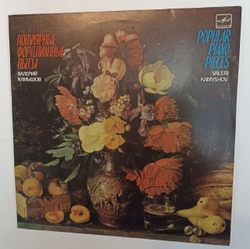 ПОПУЛЯРНЫЕ
ФОРТЕПИАННЫЕ
ПЬЕСЫ
ВАЛЕРИЙ
КАМЫШОВ
POPULAR
PIANO
PIECES
VALERI
KAMYSHOV